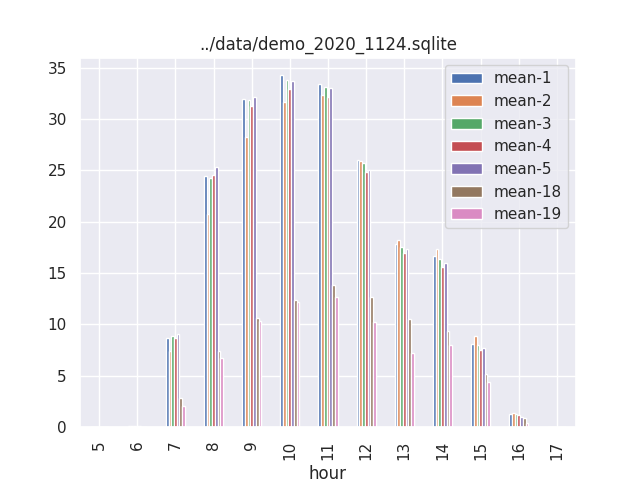 ../data/demo_2020_1124.sqlite
35
30
25
20
15
10
5
0
mean-1
mean-2
mean-3
mean-4
mean-5
mean-18
mean-19
5 6 7 8 9 10 11 12 13 14 15 16 17
hour